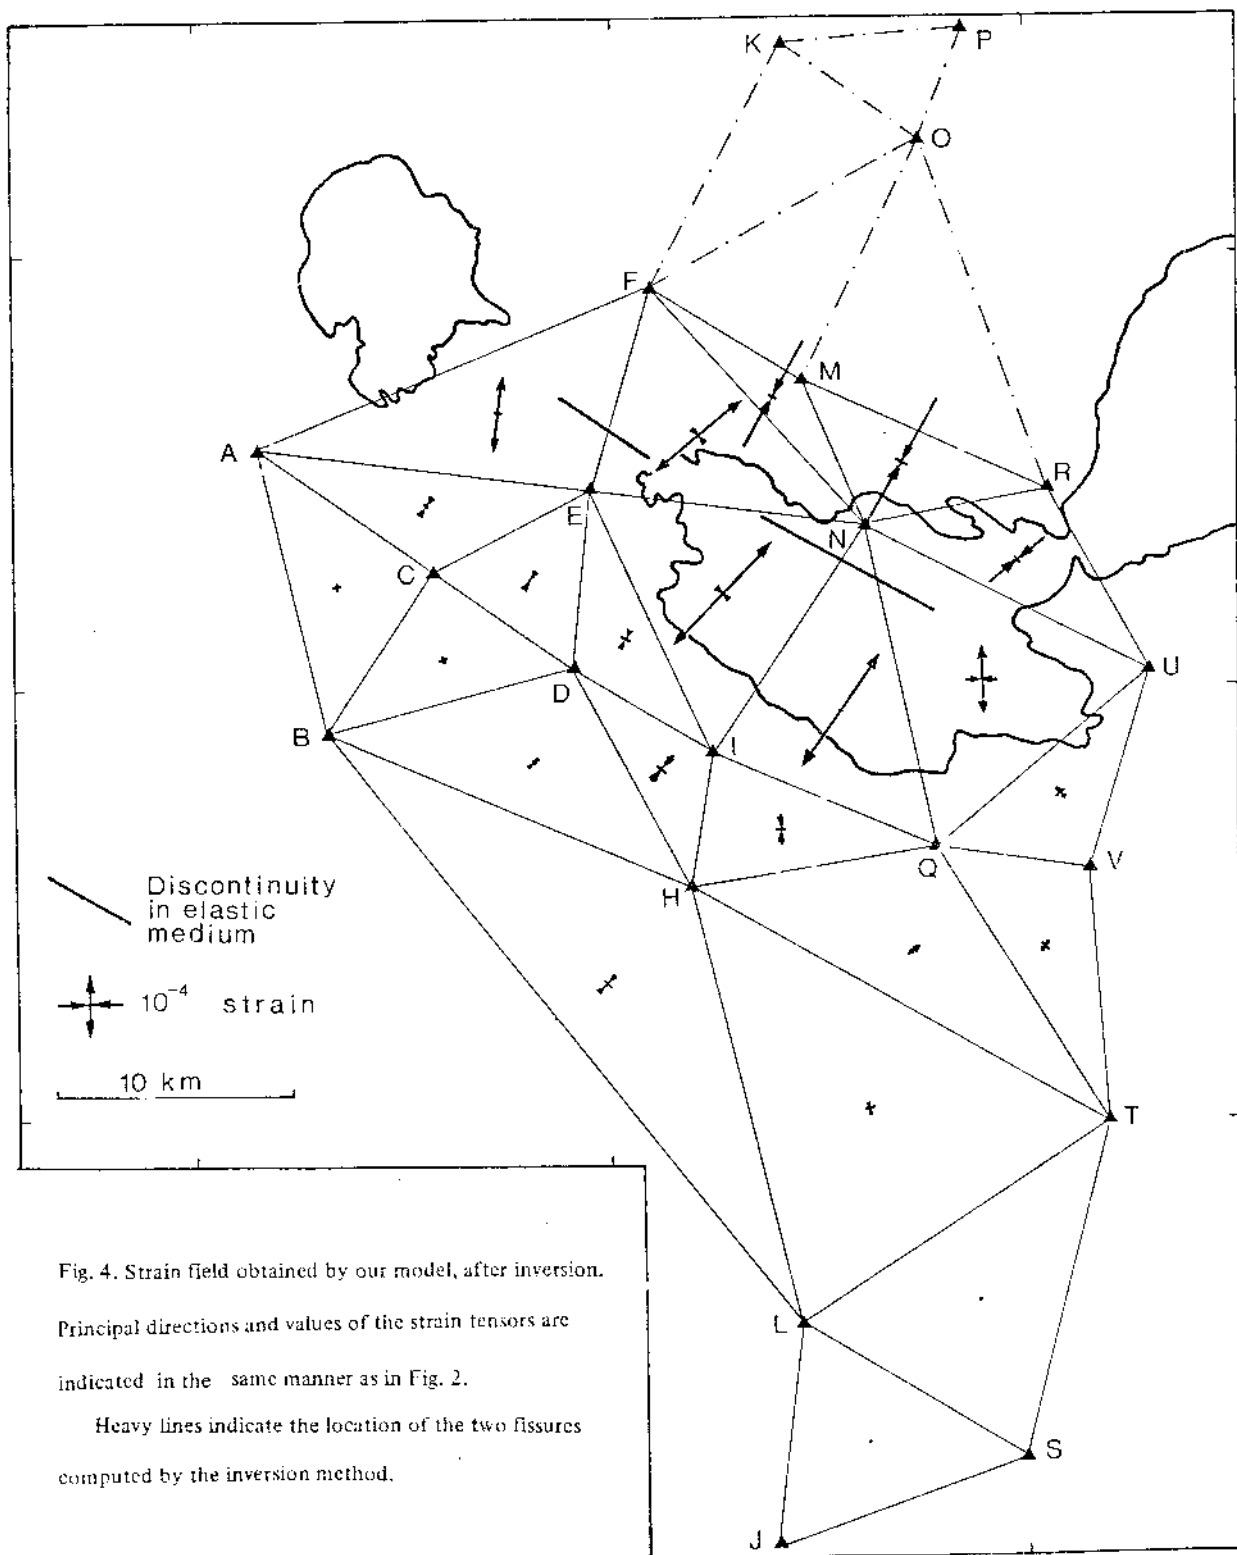 K
P
O
F
M
A
R
E
N
C
U
D
B
I
V
Q
H
Discontinuity
in elastic
medium
10⁻⁴ strain
10 km
T
Fig. 4. Strain field obtained by our model, after inversion.
Principal directions and values of the strain tensors are
indicated in the same manner as in Fig. 2.
Heavy lines indicate the location of the two fissures
computed by the inversion method.
L
S
J